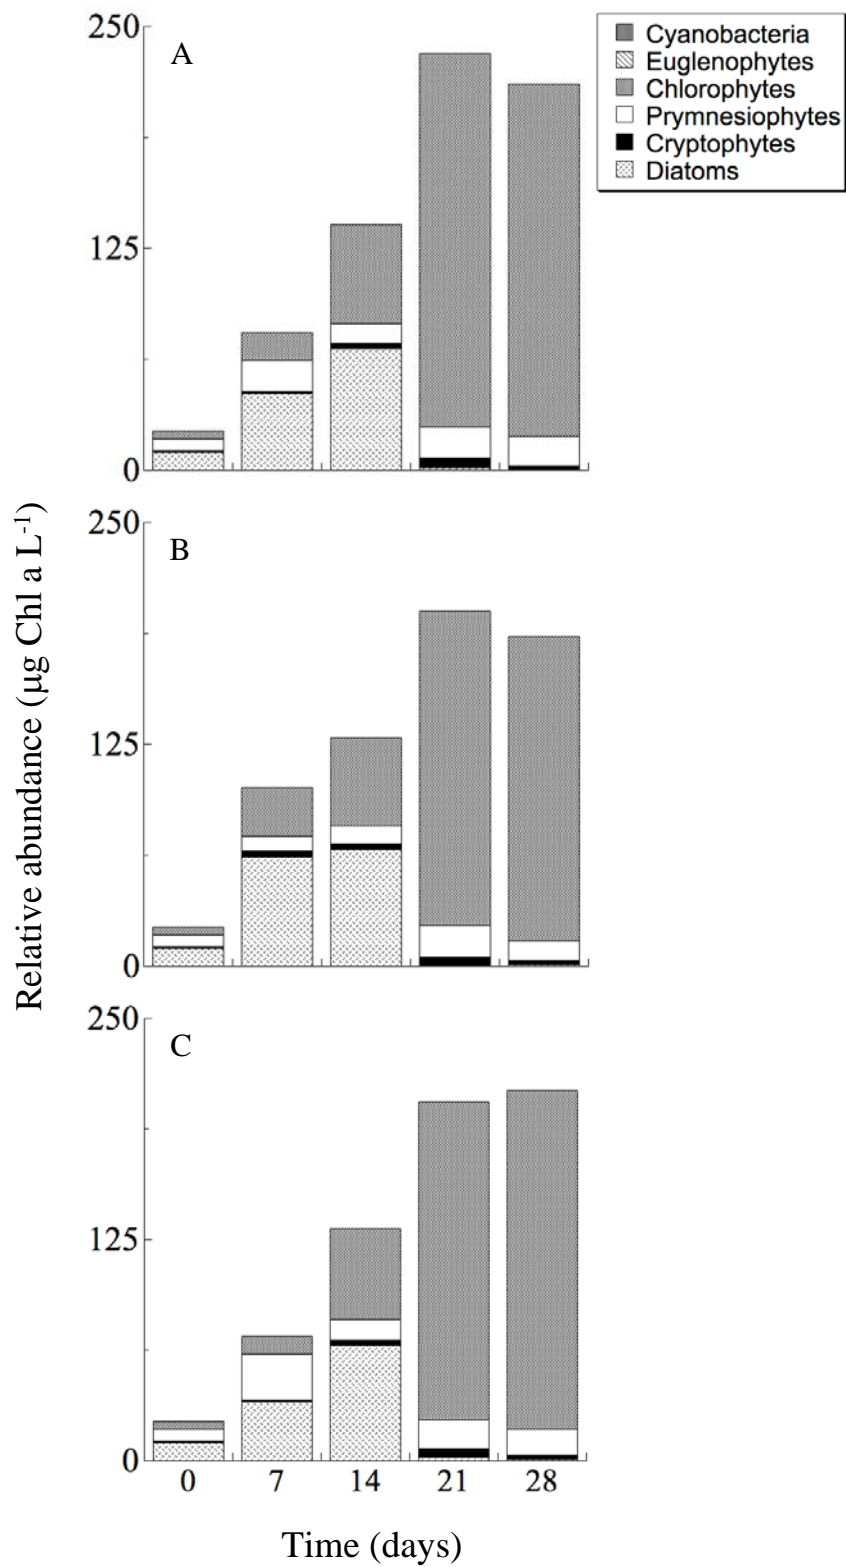 250
A
125
0
Cyanobacteria
Euglenophytes
Chlorophytes
Prymnesiophytes
Cryptophytes
Diatoms
Relative abundance (µg Chl a L-1)
250
B
125
0
250
C
125
0
0 7 14 21 28
Time (days)